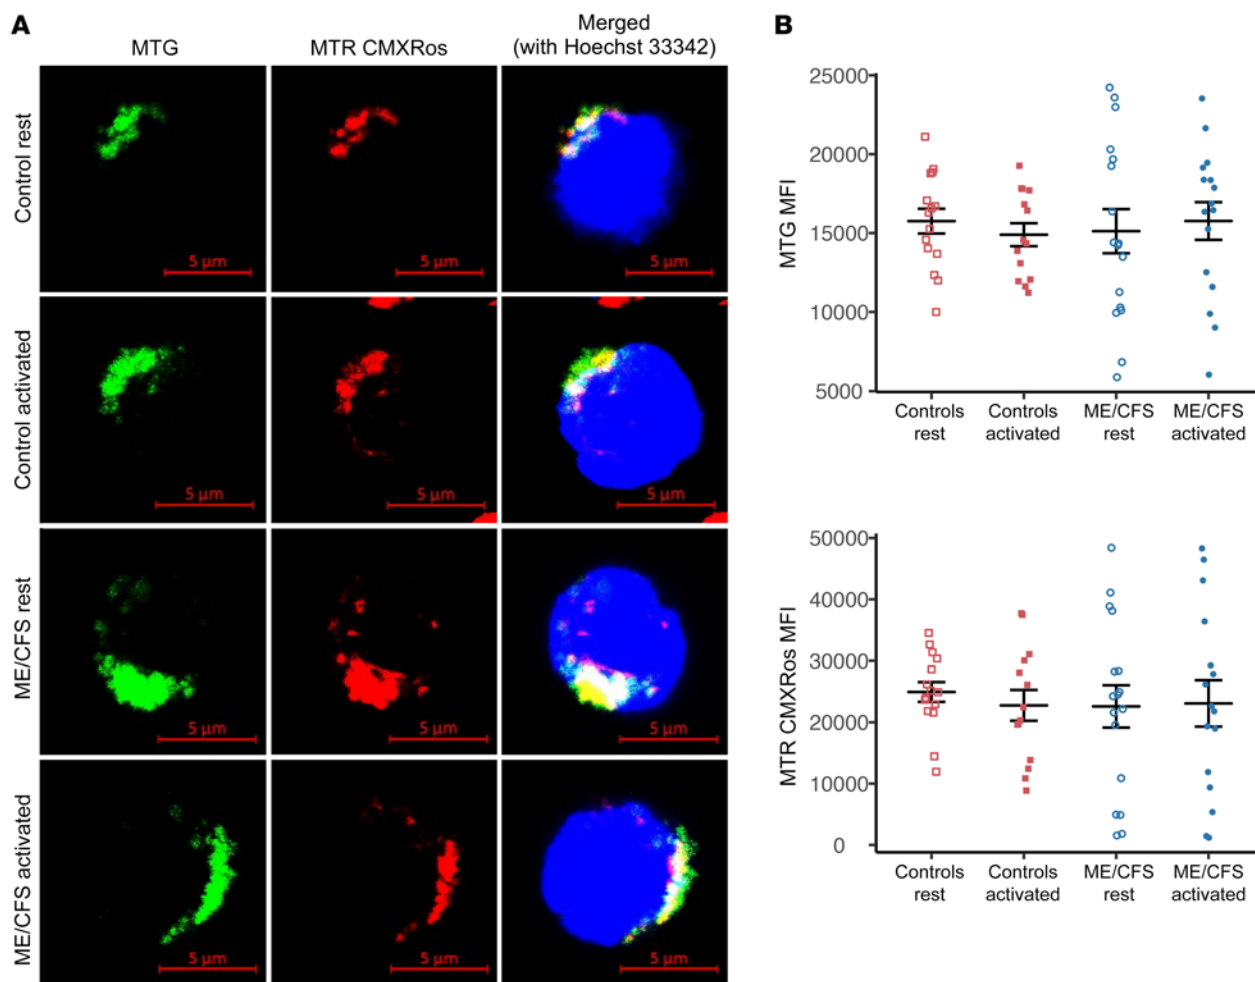 A
MTG
MTR CMXRos
Merged
(with Hoechst 33342)
Control rest
5 µm
5 µm
5 µm
Control activated
5 µm
5 µm
5 µm
ME/CFS rest
5 µm
5 µm
5 µm
ME/CFS activated
5 µm
5 µm
5 µm
B
MTG MFI
25000
20000
15000
10000
5000
Controls
rest
Controls
activated
ME/CFS
rest
ME/CFS
activated
MTR CMXRos MFI
50000
40000
30000
20000
10000
0
Controls
rest
Controls
activated
ME/CFS
rest
ME/CFS
activated